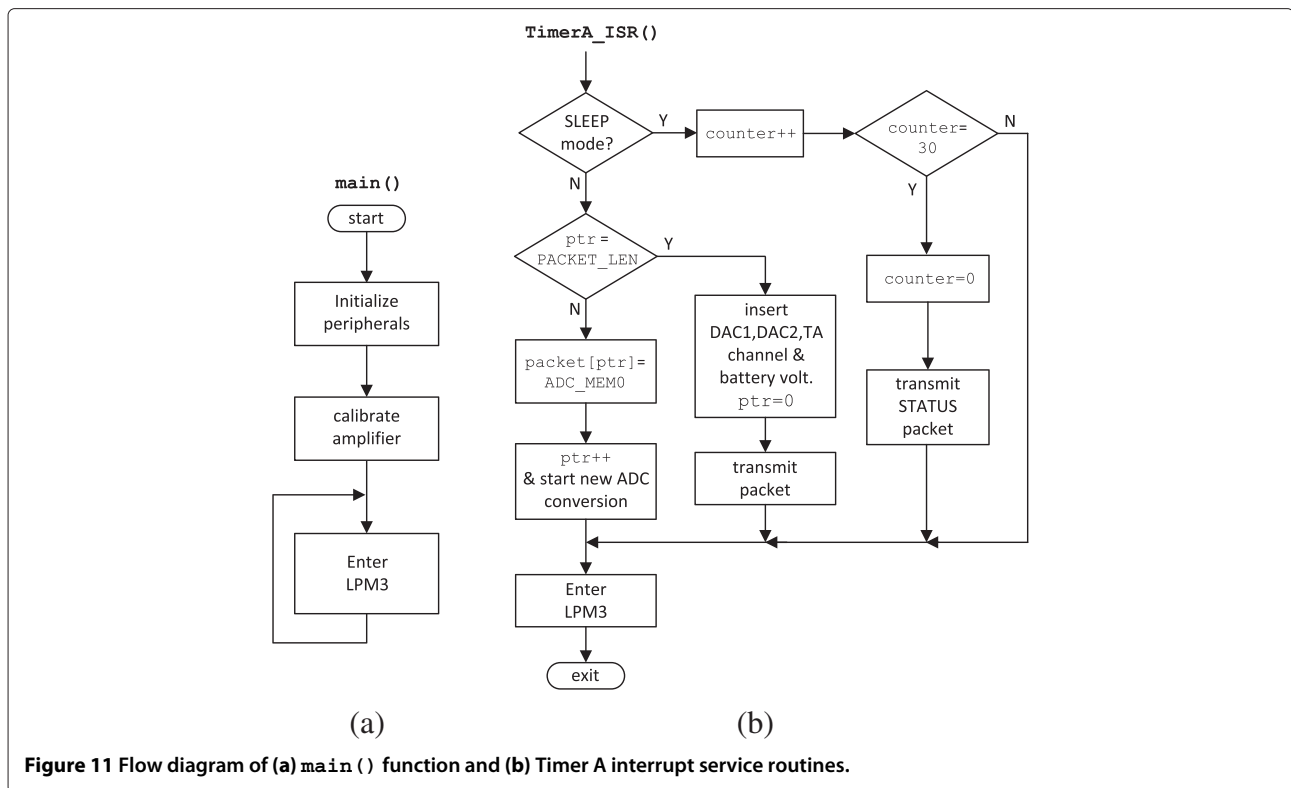 main()
start
Initialize
peripherals
calibrate
amplifier
Enter
LPM3
(a)
TimerA_ISR()
SLEEP
mode?
Y
N
counter++
counter=
30
N
Y
counter=0
transmit
STATUS
packet
ptr =
PACKET_LEN
Y
N
insert
DAC1,DAC2,TA
channel &
battery volt.
ptr=0
transmit
packet
packet[ptr]=
ADC_MEM0
ptr++
& start new ADC
conversion
Enter
LPM3
exit
(b)
Figure 11 Flow diagram of (a) main() function and (b) Timer A interrupt service routines.